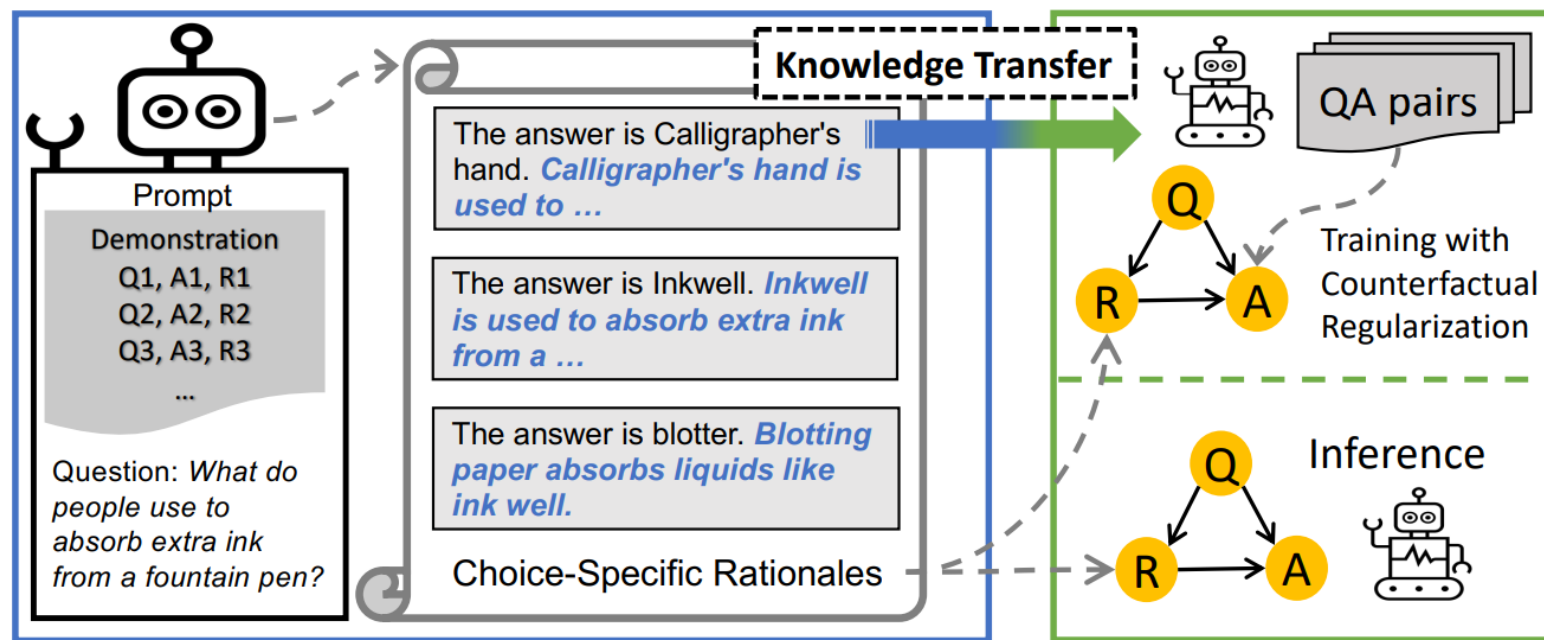 Prompt
Demonstration
Q1, A1, R1
Q2, A2, R2
Q3, A3, R3
...
Question: What do
people use to
absorb extra ink
from a fountain pen?
Knowledge Transfer
The answer is Calligrapher's
hand. Calligrapher's hand is
used to ...
The answer is Inkwell. Inkwell
is used to absorb extra ink
from a ...
The answer is blotter. Blotting
paper absorbs liquids like
ink well.
Choice-Specific Rationales
QA pairs
Q
R
A
Training with
Counterfactual
Regularization
Q
R
A
Inference